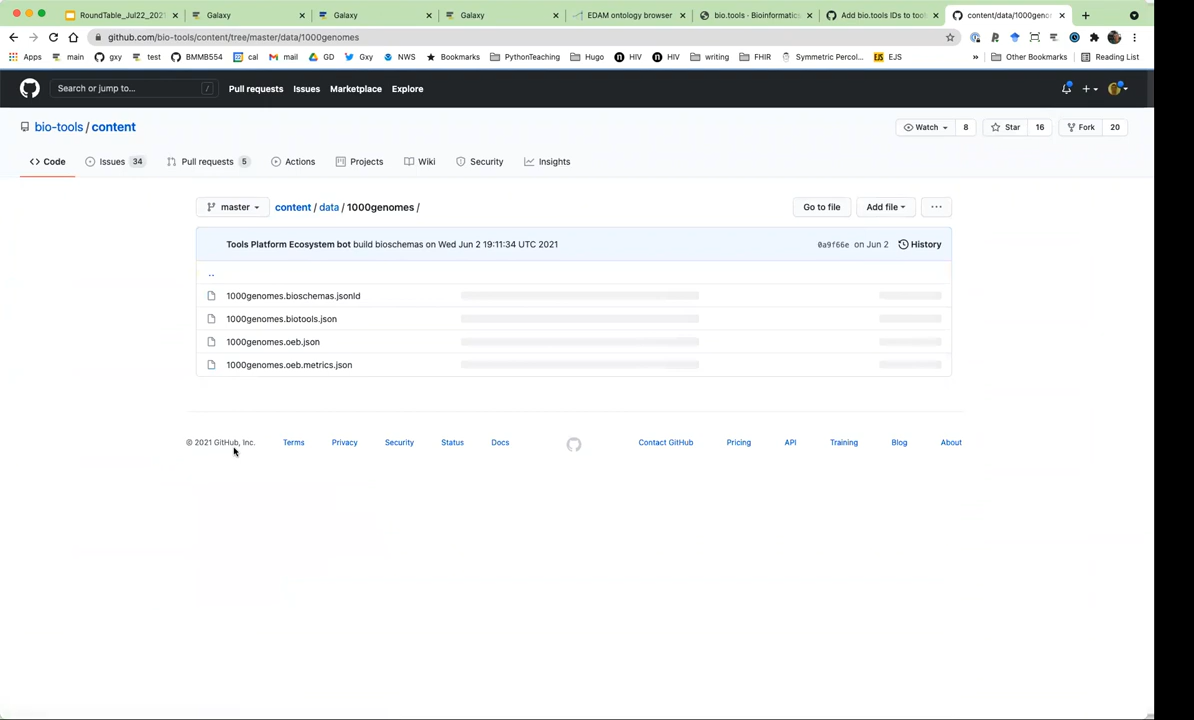 RoundTable_Jul22_202 Galaxy Galaxy Galaxy EDAM ontology browser bio.tools · Bioinformatics Add bio.tools IDs to tool content/data/1000geno
github.com/bio-tools/content/tree/master/data/1000genomes
Apps main gxy test BMMB554 cal mail GD Twitter Gxy NWS Bookmarks PythonTeaching Hugo HIV HIV writing FHIR Symmetric Percol... EJS » Other Bookmarks Reading List
Search or jump to... / Pull requests Issues Marketplace Explore
bio-tools / content Watch 8 Star 16 Fork 20
<> Code Issues 34 Pull requests 5 Actions Projects Wiki Security Insights
master content / data / 1000genomes / Go to file Add file ...
Tools Platform Ecosystem bot build bioschemas on Wed Jun 2 19:11:34 UTC 2021 0a9f66e on Jun 2 History
..
1000genomes.bioschemas.jsonld
1000genomes.biotools.json
1000genomes.oeb.json
1000genomes.oeb.metrics.json
© 2021 GitHub, Inc. Terms Privacy Security Status Docs Contact GitHub Pricing API Training Blog About